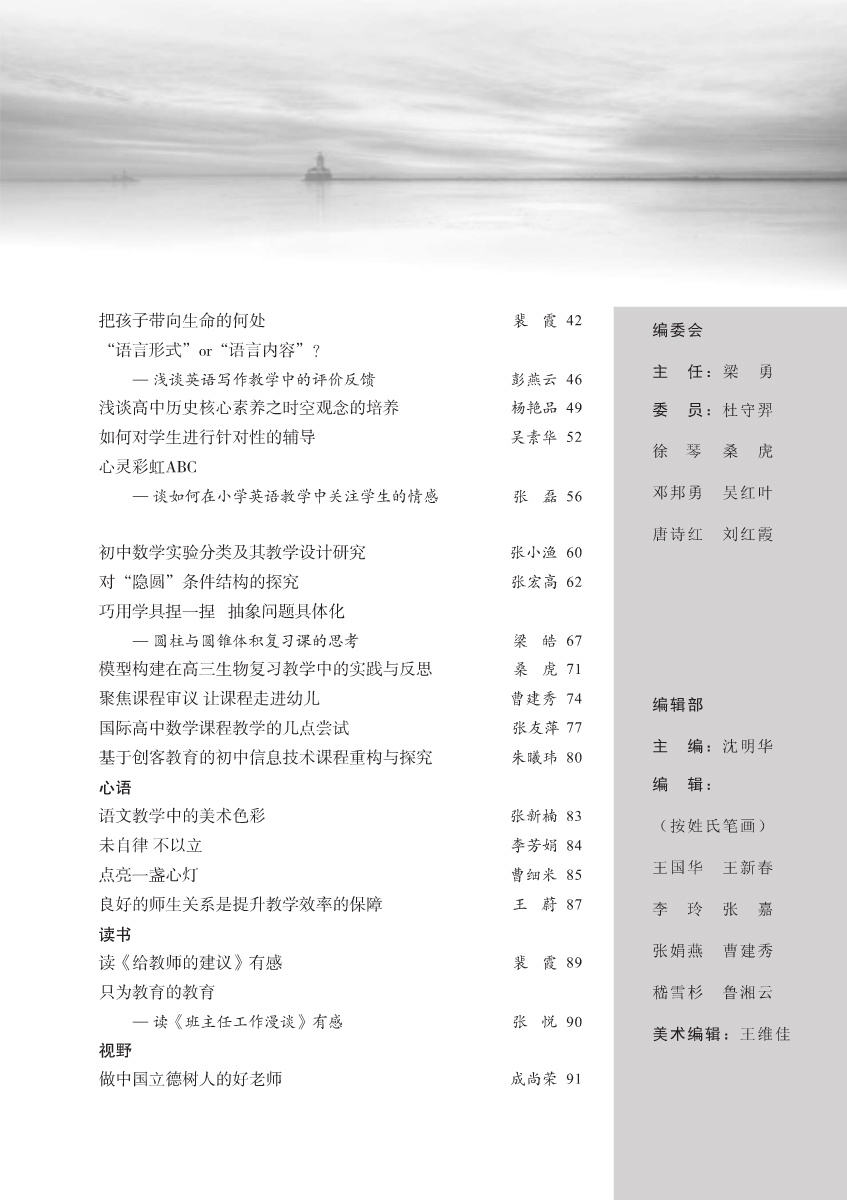 把孩子带向生命的何处 裴 霞 42
“语言形式”or“语言内容”?
— 浅谈英语写作教学中的评价反馈 彭燕云 46
浅谈高中历史核心素养之时空观念的培养 杨艳品 49
如何对学生进行针对性的辅导 吴素华 52
心灵彩虹ABC
— 谈如何在小学英语教学中关注学生的情感 张 磊 56
初中数学实验分类及其教学设计研究 张小渔 60
对“隐圆”条件结构的探究 张宏高 62
巧用学具捏一捏 抽象问题具体化
— 圆柱与圆锥体积复习课的思考 梁 皓 67
模型构建在高三生物复习教学中的实践与反思 桑 虎 71
聚焦课程审议 让课程走进幼儿 曹建秀 74
国际高中数学课程教学的几点尝试 张友萍 77
基于创客教育的初中信息技术课程重构与探究 朱曦玮 80
心语
语文教学中的美术色彩 张新楠 83
未自律 不以立 李芳娟 84
点亮一盏心灯 曹细米 85
良好的师生关系是提升教学效率的保障 王 蔚 87
读书
读《给教师的建议》有感 裴 霞 89
只为教育的教育
— 读《班主任工作漫谈》有感 张 悦 90
视野
做中国立德树人的好老师 成尚荣 91
编委会
主 任：梁 勇
委 员：杜守羿
徐 琴 桑 虎
邓邦勇 吴红叶
唐诗红 刘红霞
编辑部
主 编：沈明华
编 辑：
（按姓氏笔画）
王国华 王新春
李 玲 张 嘉
张娟燕 曹建秀
嵇雪杉 鲁湘云
美术编辑：王维佳